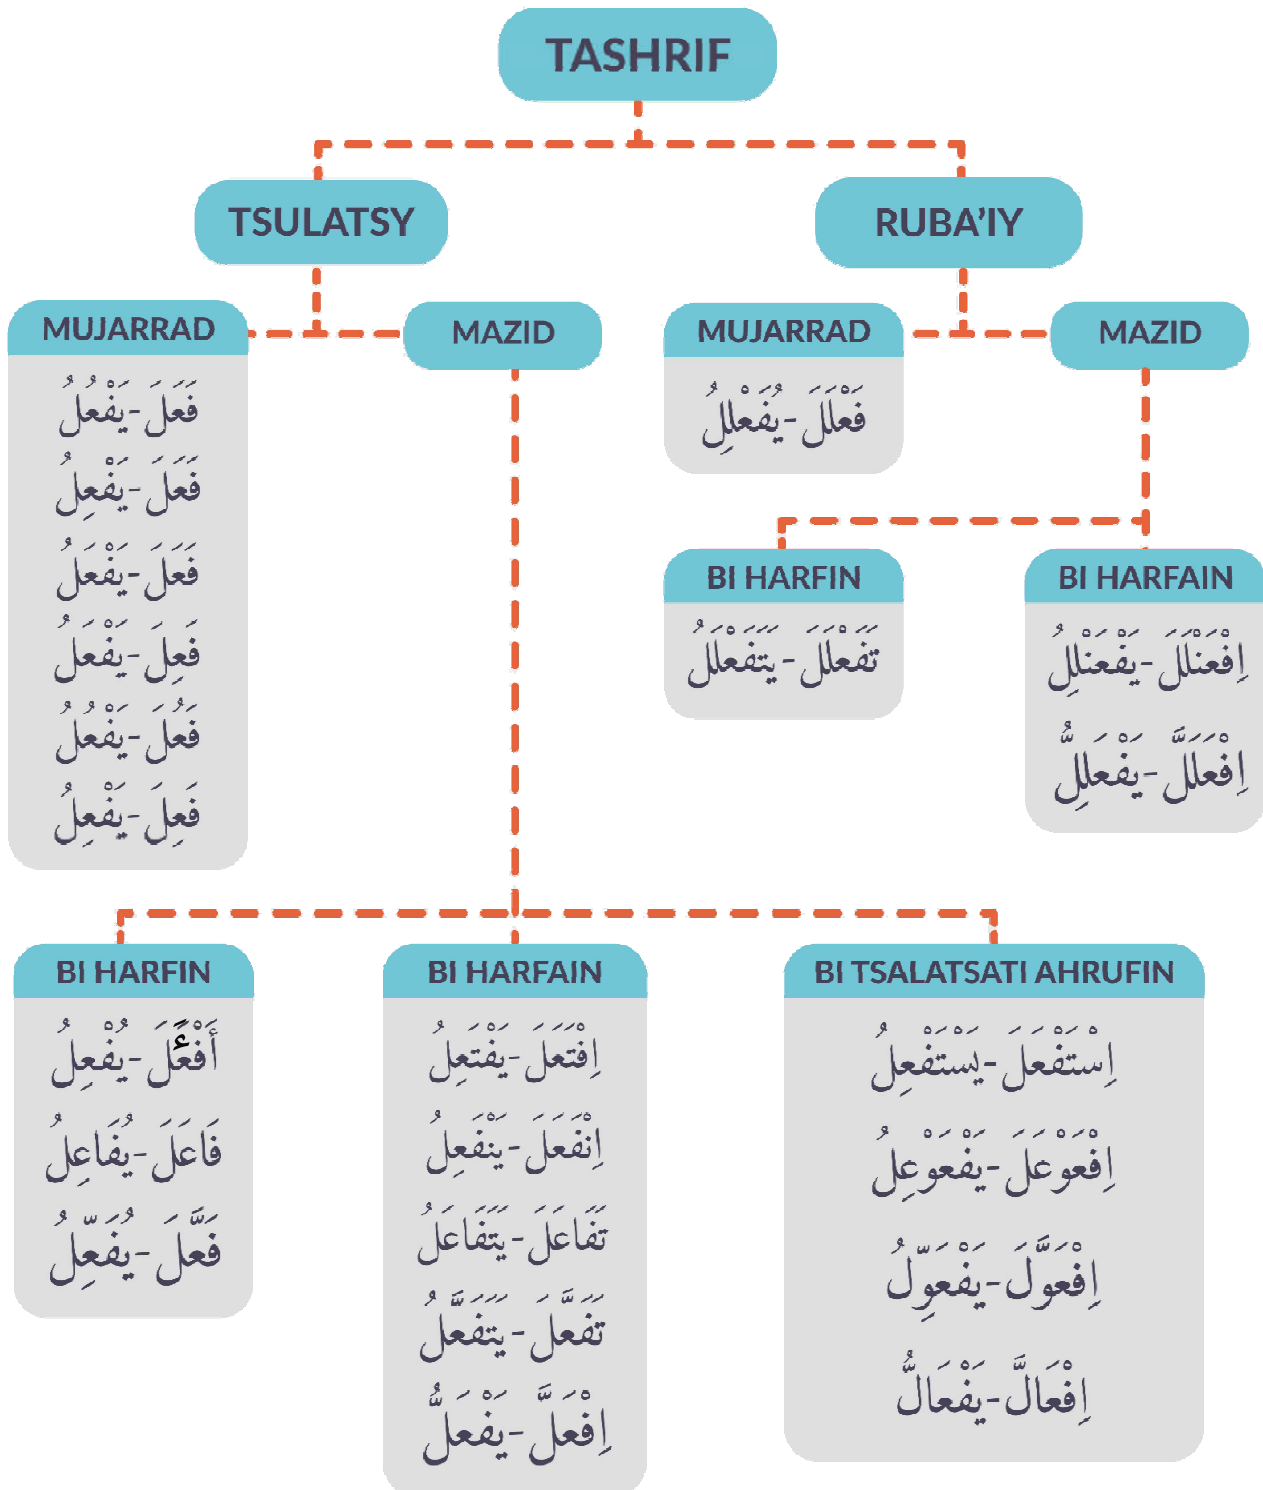 TASHRIF
TSULATSY
RUBA'IY
MUJARRAD
فَعَلَ-يَفْعُلُ
فَعَلَ-يَفْعِلُ
فَعَلَ-يَفْعَلُ
فَعِلَ-يَفْعَلُ
فَعُلَ-يَفْعُلُ
فَعِلَ-يَفْعِلُ
MAZID
MUJARRAD
فَعْلَلَ-يُفَعْلِلُ
MAZID
BI HARFIN
تَفَعْلَلَ-يَتَفَعْلَلُ
BI HARFAIN
اِفْعَنْلَلَ-يَفْعَنْلِلُ
اِفْعَلَلَّ-يَفْعَلِلُّ
BI HARFIN
أَفْعَلَ-يُفْعِلُ
فَاعَلَ-يُفَاعِلُ
فَعَّلَ-يُفَعِّلُ
BI HARFAIN
اِفْتَعَلَ-يَفْتَعِلُ
اِنْفَعَلَ-يَنْفَعِلُ
تَفَاعَلَ-يَتَفَاعَلُ
تَفَعَّلَ-يَتَفَعَّلُ
اِفْعَلَّ-يَفْعَلُّ
BI TSALATSATI AHRUFIN
اِسْتَفْعَلَ-يَسْتَفْعِلُ
اِفْعَوْعَلَ-يَفْعَوْعِلُ
اِفْعَوَّلَ-يَفْعَوِّلُ
اِفْعَالَّ-يَفْعَالُّ